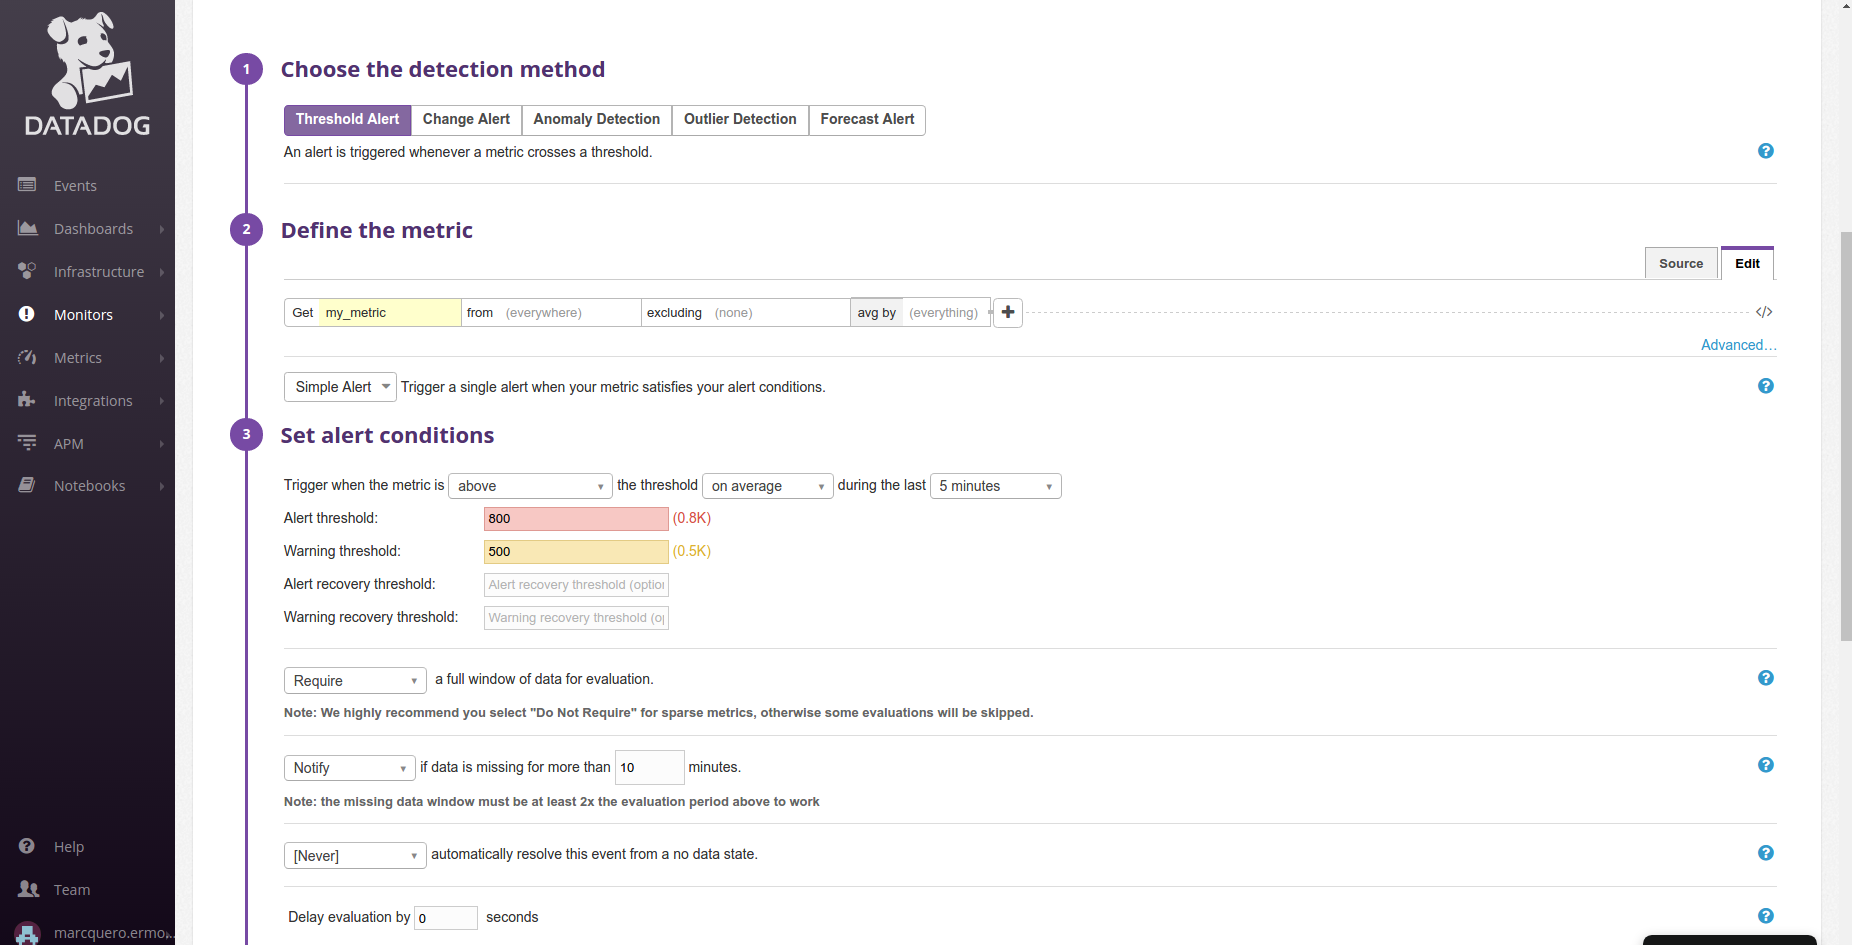 DATADOG
Events
Dashboards
Infrastructure
Monitors
Metrics
Integrations
APM
Notebooks
Help
Team
marcquero.ermo...
1 Choose the detection method
Threshold Alert Change Alert Anomaly Detection Outlier Detection Forecast Alert
An alert is triggered whenever a metric crosses a threshold.
2 Define the metric
Source Edit
Get my_metric from (everywhere) excluding (none) avg by (everything) + </>
Advanced...
Simple Alert Trigger a single alert when your metric satisfies your alert conditions.
3 Set alert conditions
Trigger when the metric is above the threshold on average during the last 5 minutes
Alert threshold: 800 (0.8K)
Warning threshold: 500 (0.5K)
Alert recovery threshold: Alert recovery threshold (option
Warning recovery threshold: Warning recovery threshold (op
Require a full window of data for evaluation.
Note: We highly recommend you select "Do Not Require" for sparse metrics, otherwise some evaluations will be skipped.
Notify if data is missing for more than 10 minutes.
Note: the missing data window must be at least 2x the evaluation period above to work
[Never] automatically resolve this event from a no data state.
Delay evaluation by 0 seconds